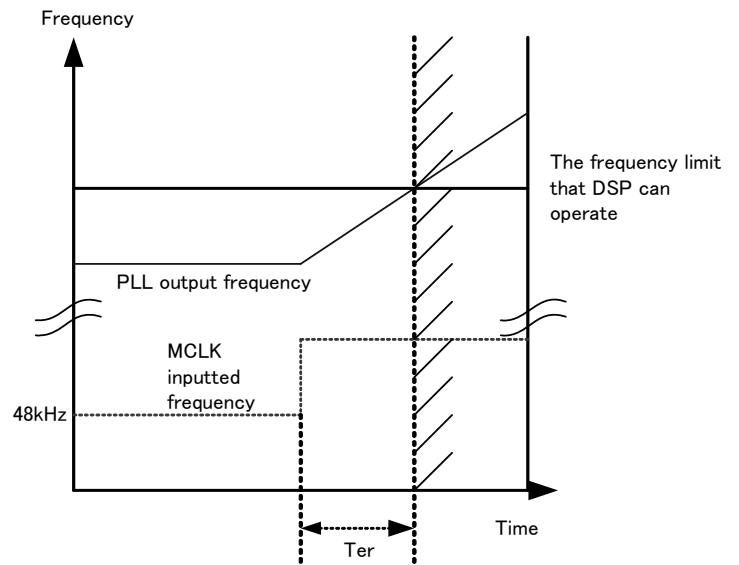 Frequency
The frequency limit
that DSP can
operate
PLL output frequency
MCLK
inputted
frequency
48kHz
Time
Ter